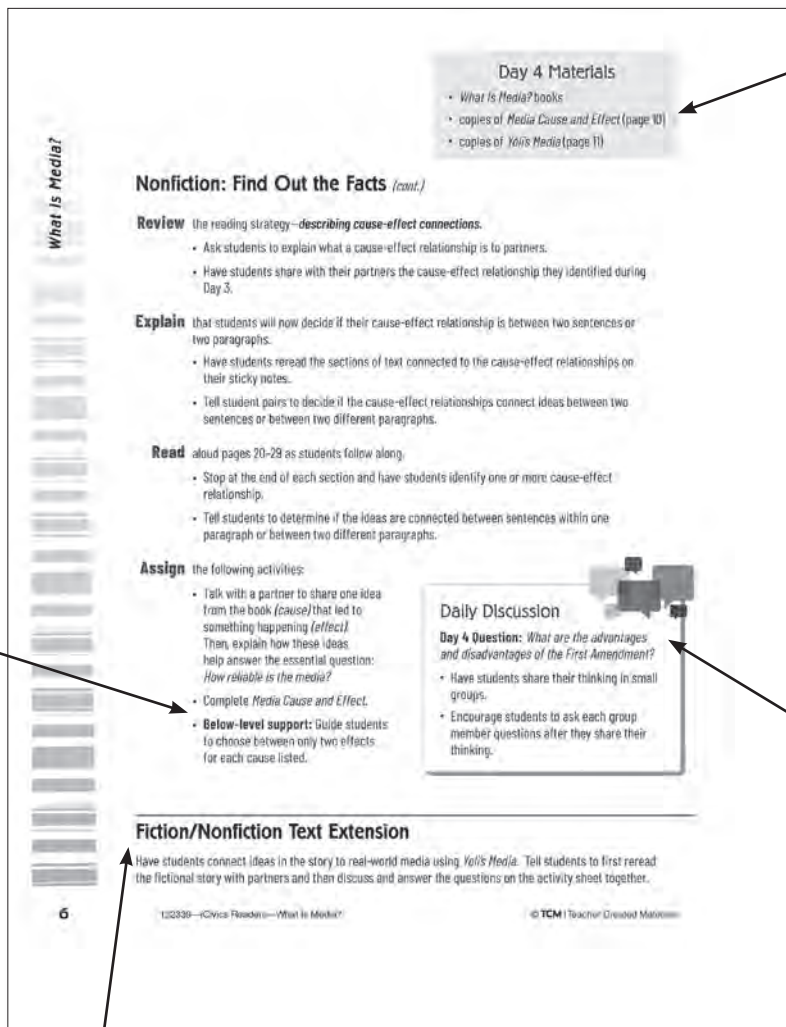 Day 4 Materials
• What Is Media? books
• copies of Media Cause and Effect (page 10)
• copies of Yoli's Media (page 11)
What Is Media?
Nonfiction: Find Out the Facts (cont.)
Review the reading strategy—describing cause-effect connections.
• Ask students to explain what a cause-effect relationship is to partners.
• Have students share with their partners the cause-effect relationship they identified during
Day 3.
Explain that students will now decide if their cause-effect relationship is between two sentences or
two paragraphs.
• Have students reread the sections of text connected to the cause-effect relationships on
their sticky notes.
• Tell student pairs to decide if the cause-effect relationships connect ideas between two
sentences or between two different paragraphs.
Read aloud pages 20–29 as students follow along.
• Stop at the end of each section and have students identify one or more cause-effect
relationship.
• Tell students to determine if the ideas are connected between sentences within one
paragraph or between two different paragraphs.
Assign the following activities:
• Talk with a partner to share one idea
from the book (cause) that led to
something happening (effect).
Then, explain how these ideas
help answer the essential question:
How reliable is the media?
• Complete Media Cause and Effect.
• Below-level support: Guide students
to choose between only two effects
for each cause listed.
Daily Discussion
Day 4 Question: What are the advantages
and disadvantages of the First Amendment?
• Have students share their thinking in small
groups.
• Encourage students to ask each group
member questions after they share their
thinking.
Fiction/Nonfiction Text Extension
Have students connect ideas in the story to real-world media using Yoli's Media. Tell students to first reread
the fictional story with partners and then discuss and answer the questions on the activity sheet together.
6
—iCivics Readers—What Is Media?
© TCM | Teacher Created Materials